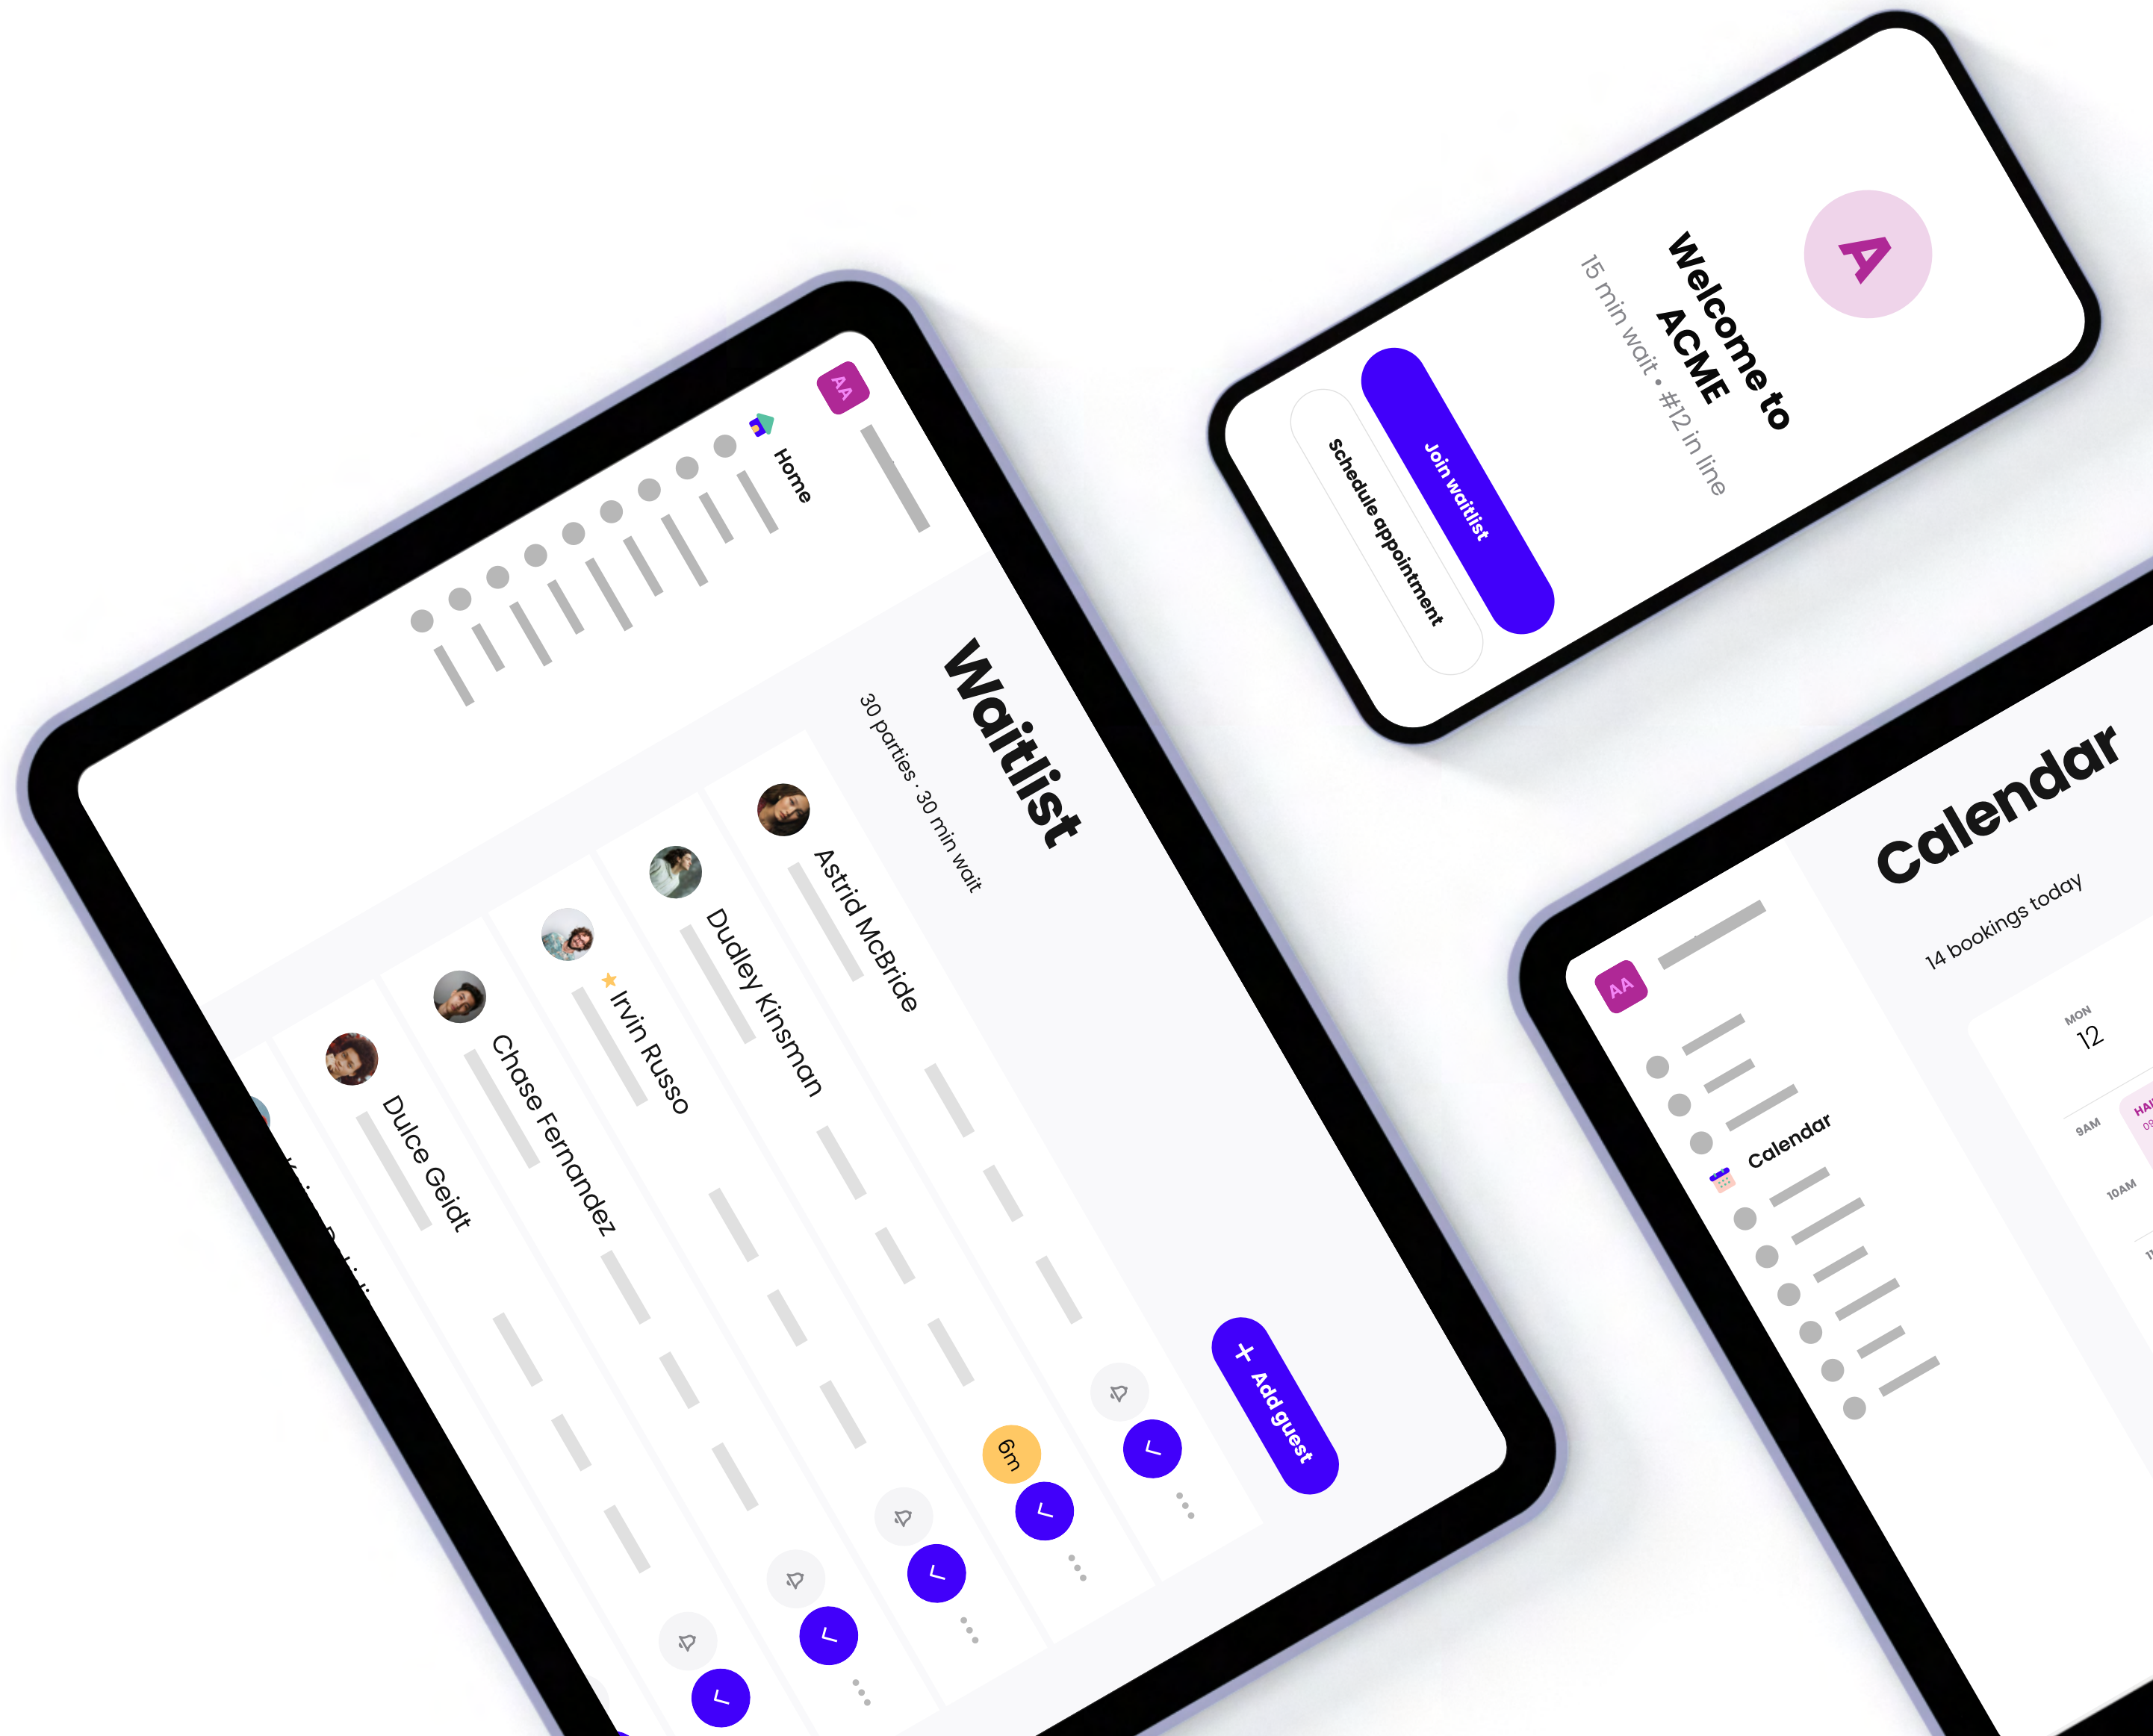 AA
Home
Waitlist
30 parties · 30 min wait
+ Add guest
Astrid McBride
Dudley Kinsman
6m
Irvin Russo
Chase Fernandez
Dulce Geidt
A
Welcome to
ACME
15 min wait • #12 in line
Join waitlist
Schedule appointment
AA
Calendar
Calendar
14 bookings today
MON
12
9AM
10AM